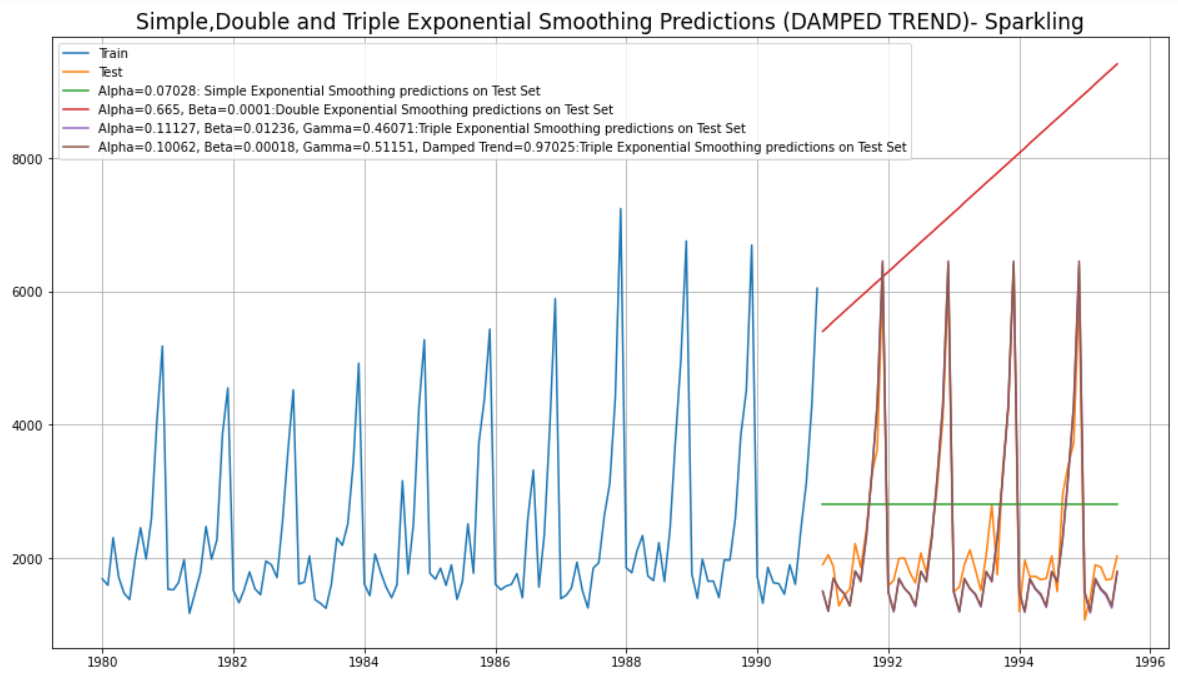 Simple,Double and Triple Exponential Smoothing Predictions (DAMPED TREND)- Sparkling
Train
Test
Alpha=0.07028: Simple Exponential Smoothing predictions on Test Set
Alpha=0.665, Beta=0.0001:Double Exponential Smoothing predictions on Test Set
Alpha=0.11127, Beta=0.01236, Gamma=0.46071:Triple Exponential Smoothing predictions on Test Set
Alpha=0.10062, Beta=0.00018, Gamma=0.51151, Damped Trend=0.97025:Triple Exponential Smoothing predictions on Test Set
8000
6000
4000
2000
1980 1982 1984 1986 1988 1990 1992 1994 1996